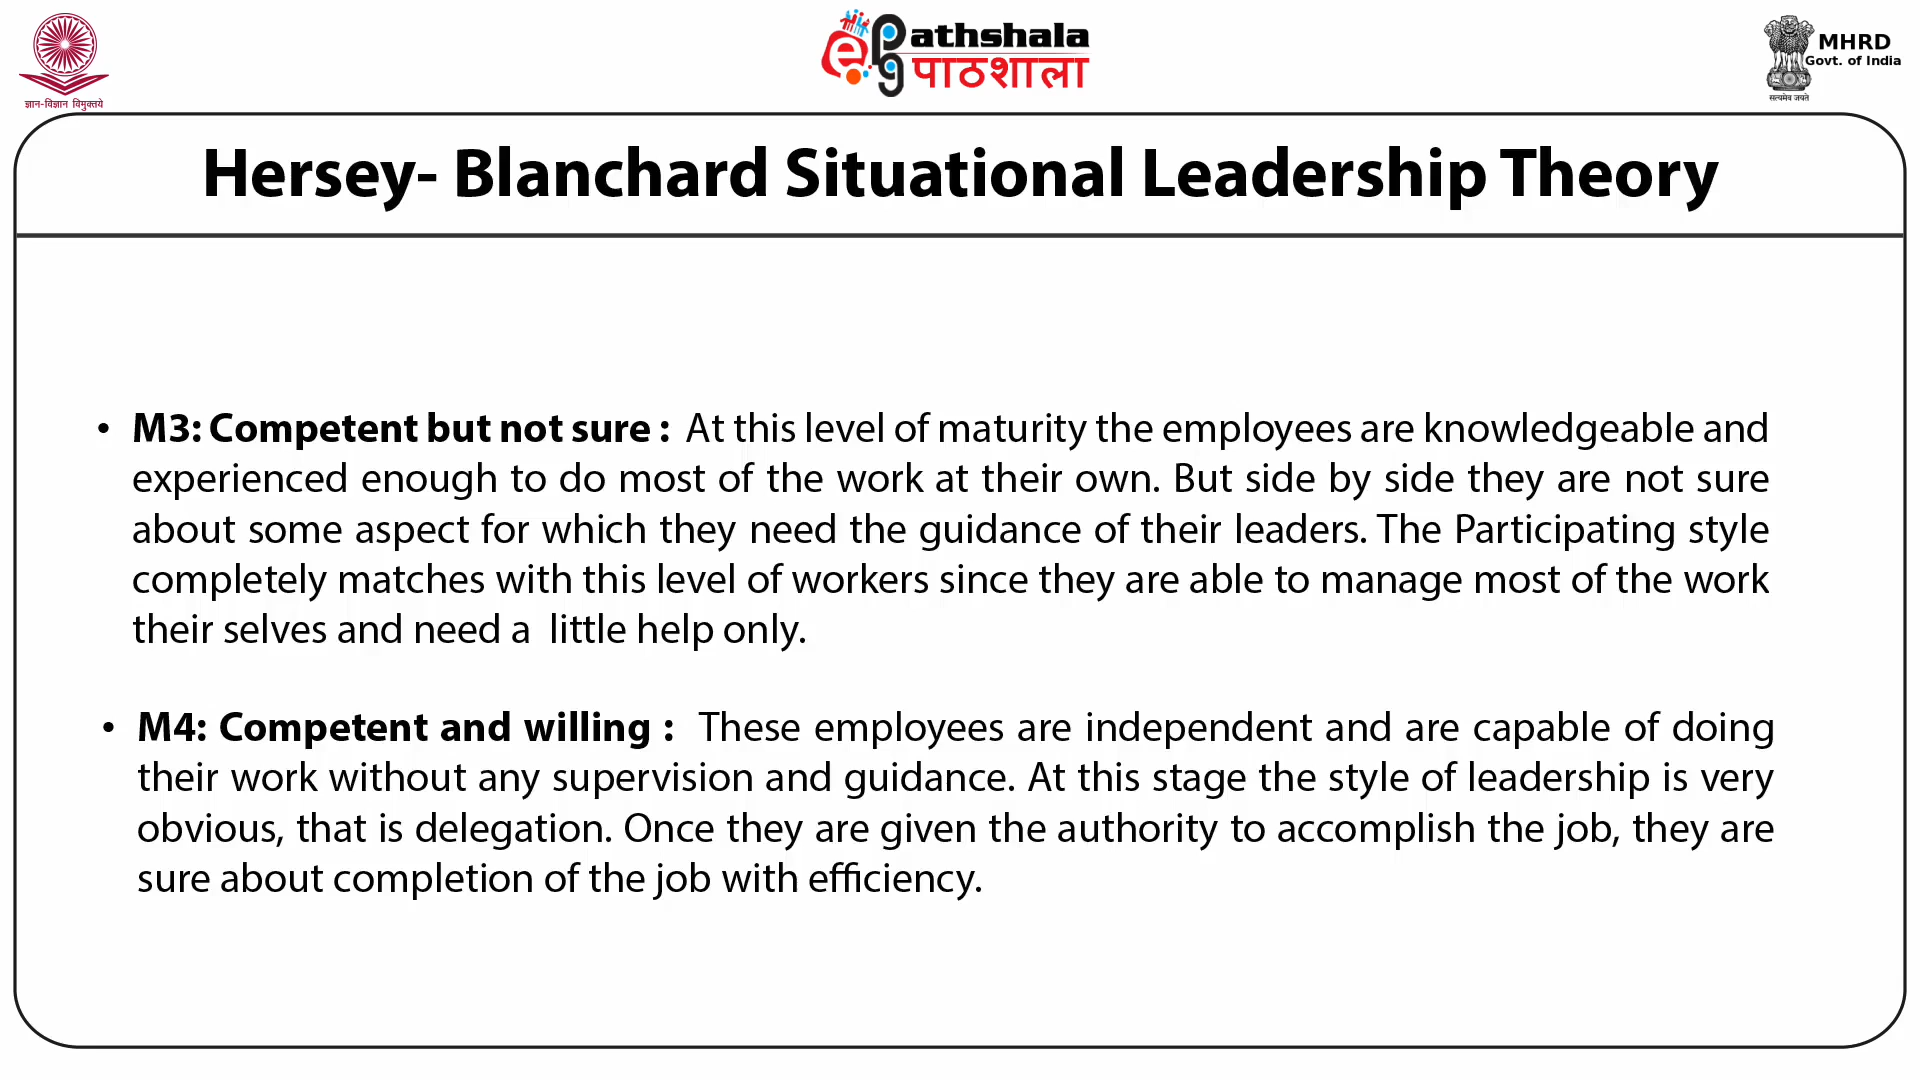 ज्ञान-विज्ञान विमुक्तये
e Pathshala
पाठशाला
MHRD
Govt. of India
सत्यमेव जयते
Hersey- Blanchard Situational Leadership Theory
• M3: Competent but not sure : At this level of maturity the employees are knowledgeable and
experienced enough to do most of the work at their own. But side by side they are not sure
about some aspect for which they need the guidance of their leaders. The Participating style
completely matches with this level of workers since they are able to manage most of the work
their selves and need a little help only.
• M4: Competent and willing : These employees are independent and are capable of doing
their work without any supervision and guidance. At this stage the style of leadership is very
obvious, that is delegation. Once they are given the authority to accomplish the job, they are
sure about completion of the job with efficiency.